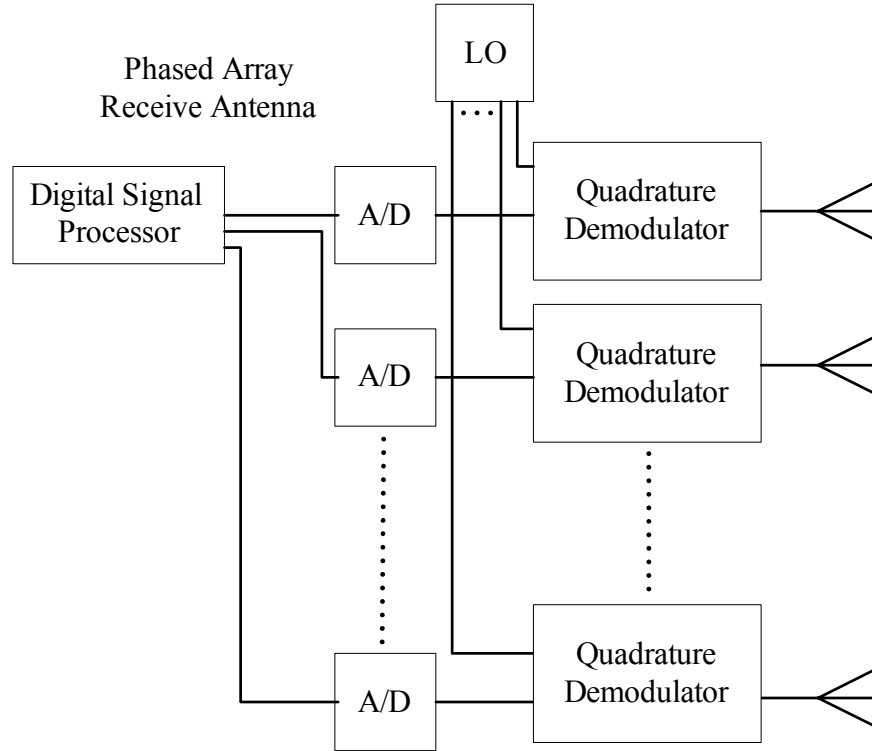 Phased Array
Receive Antenna
LO
Digital Signal
Processor
A/D
Quadrature
Demodulator
A/D
Quadrature
Demodulator
A/D
Quadrature
Demodulator